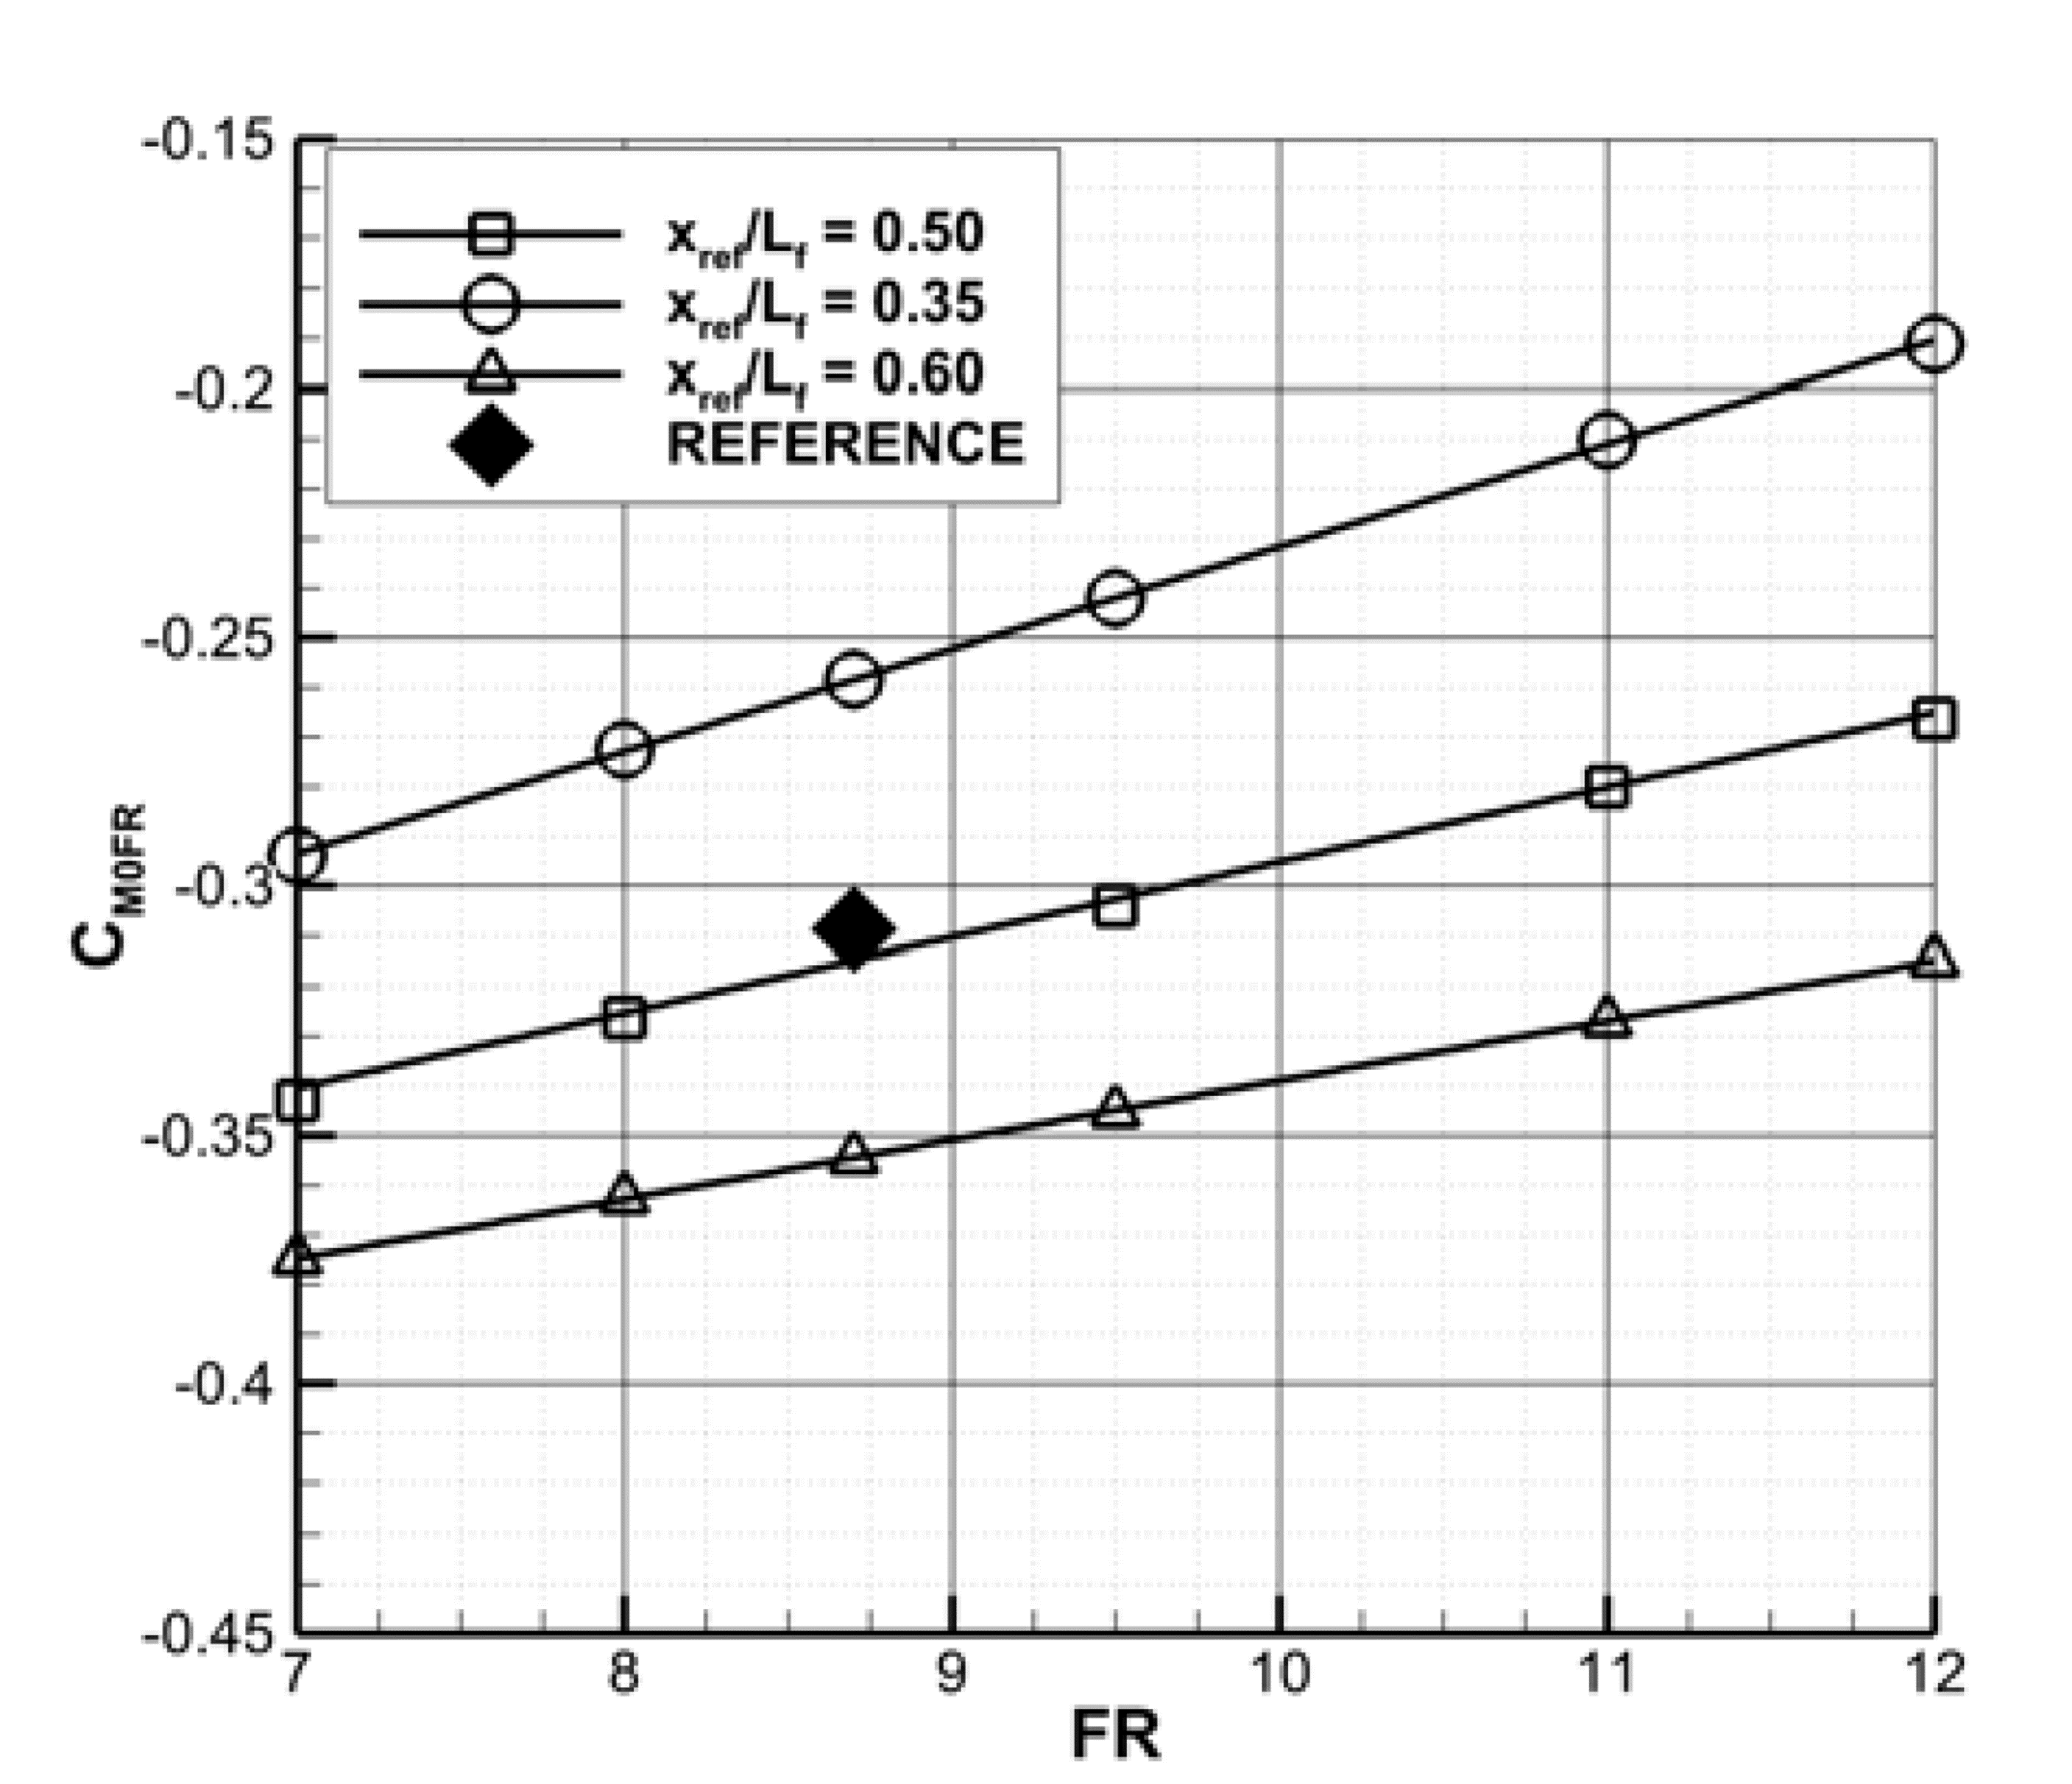 -0.15
-0.2
-0.25
-0.3
-0.35
-0.4
-0.45
C_M0FR
x_ref/L_f = 0.50
x_ref/L_f = 0.35
x_ref/L_f = 0.60
REFERENCE
7 8 9 10 11 12
FR